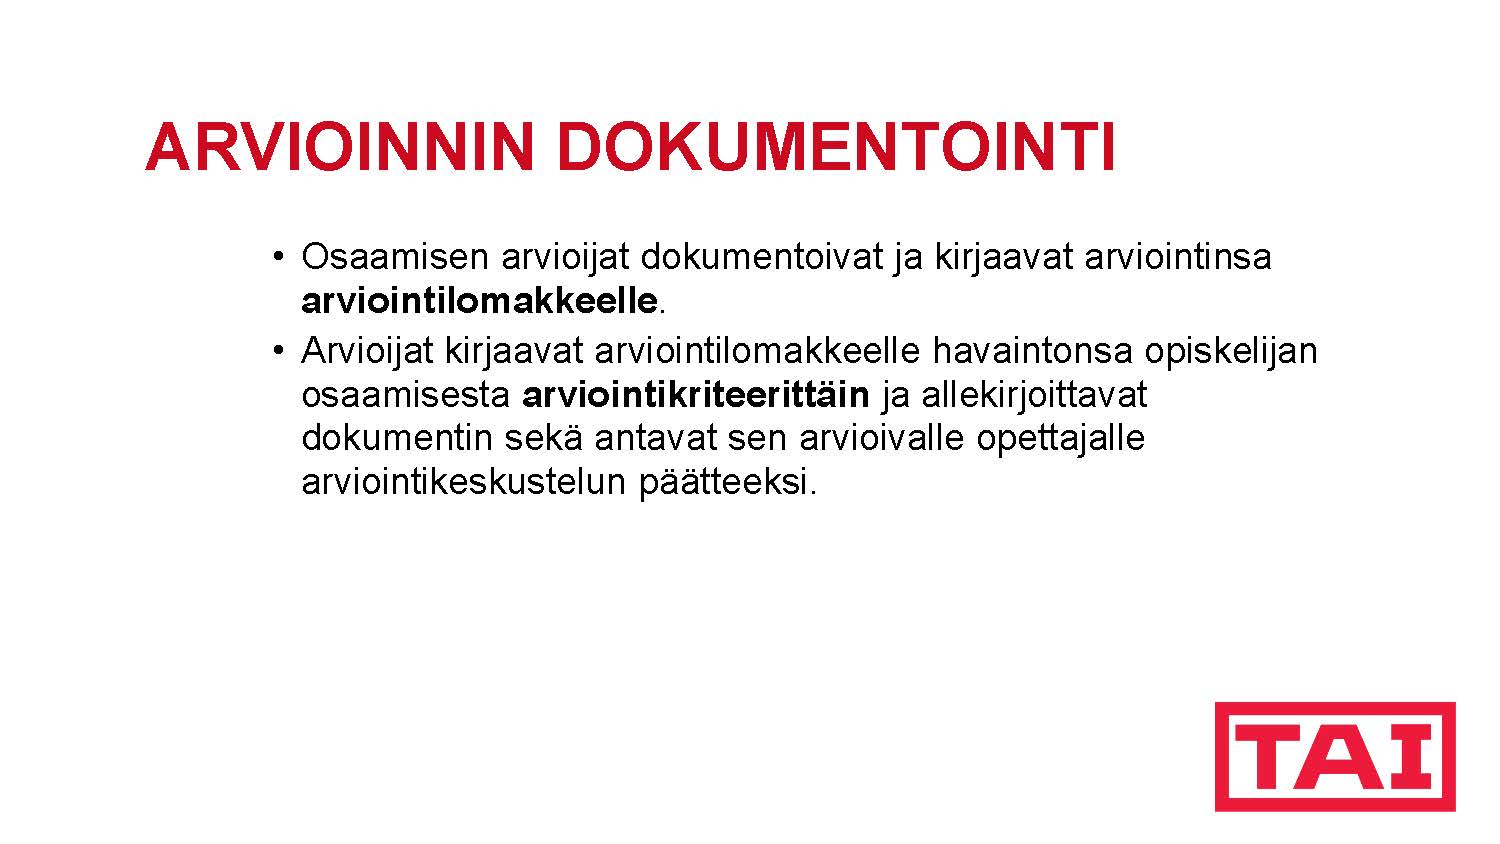 ARVIOINNIN DOKUMENTOINTI
• Osaamisen arvioijat dokumentoivat ja kirjaavat arviointinsa
arviointilomakkeelle.
• Arvioijat kirjaavat arviointilomakkeelle havaintonsa opiskelijan
osaamisesta arviointikriteerittäin ja allekirjoittavat
dokumentin sekä antavat sen arvioivalle opettajalle
arviointikeskustelun päätteeksi.
TAI